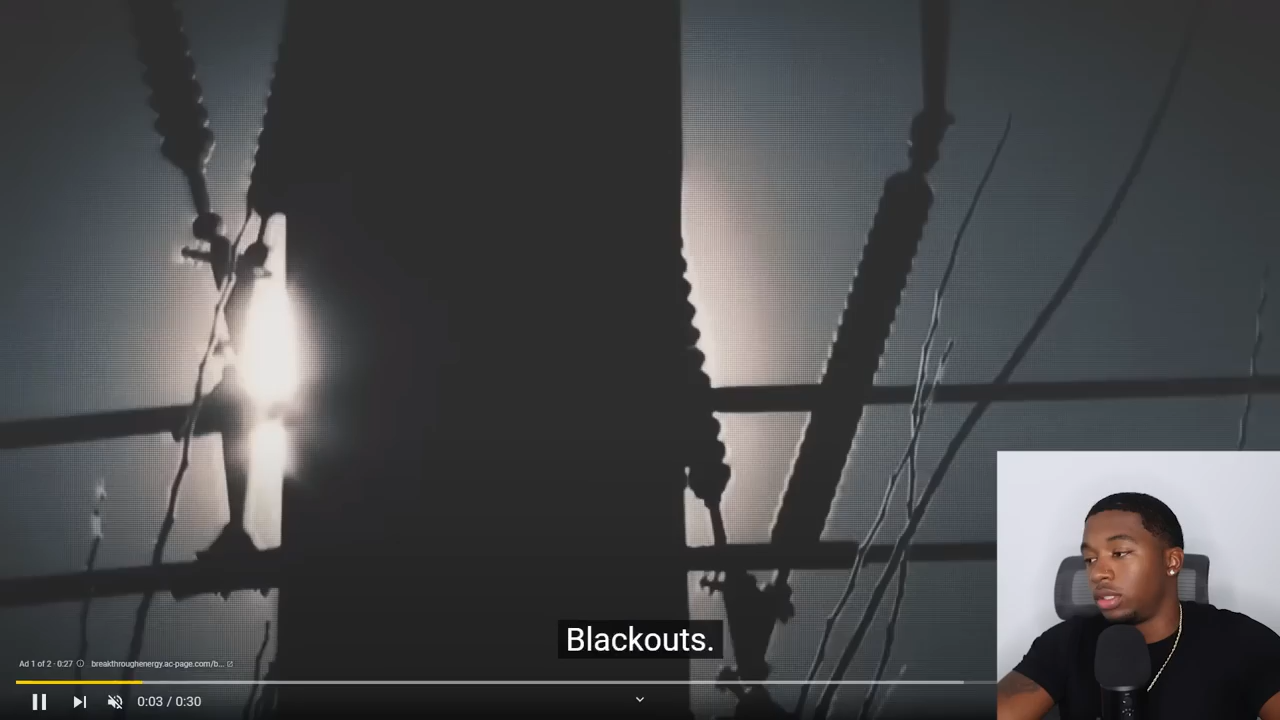 Blackouts.
Ad 1 of 2 · 0:27 breakthroughenergy.ac-page.com/b...
0:03 / 0:30